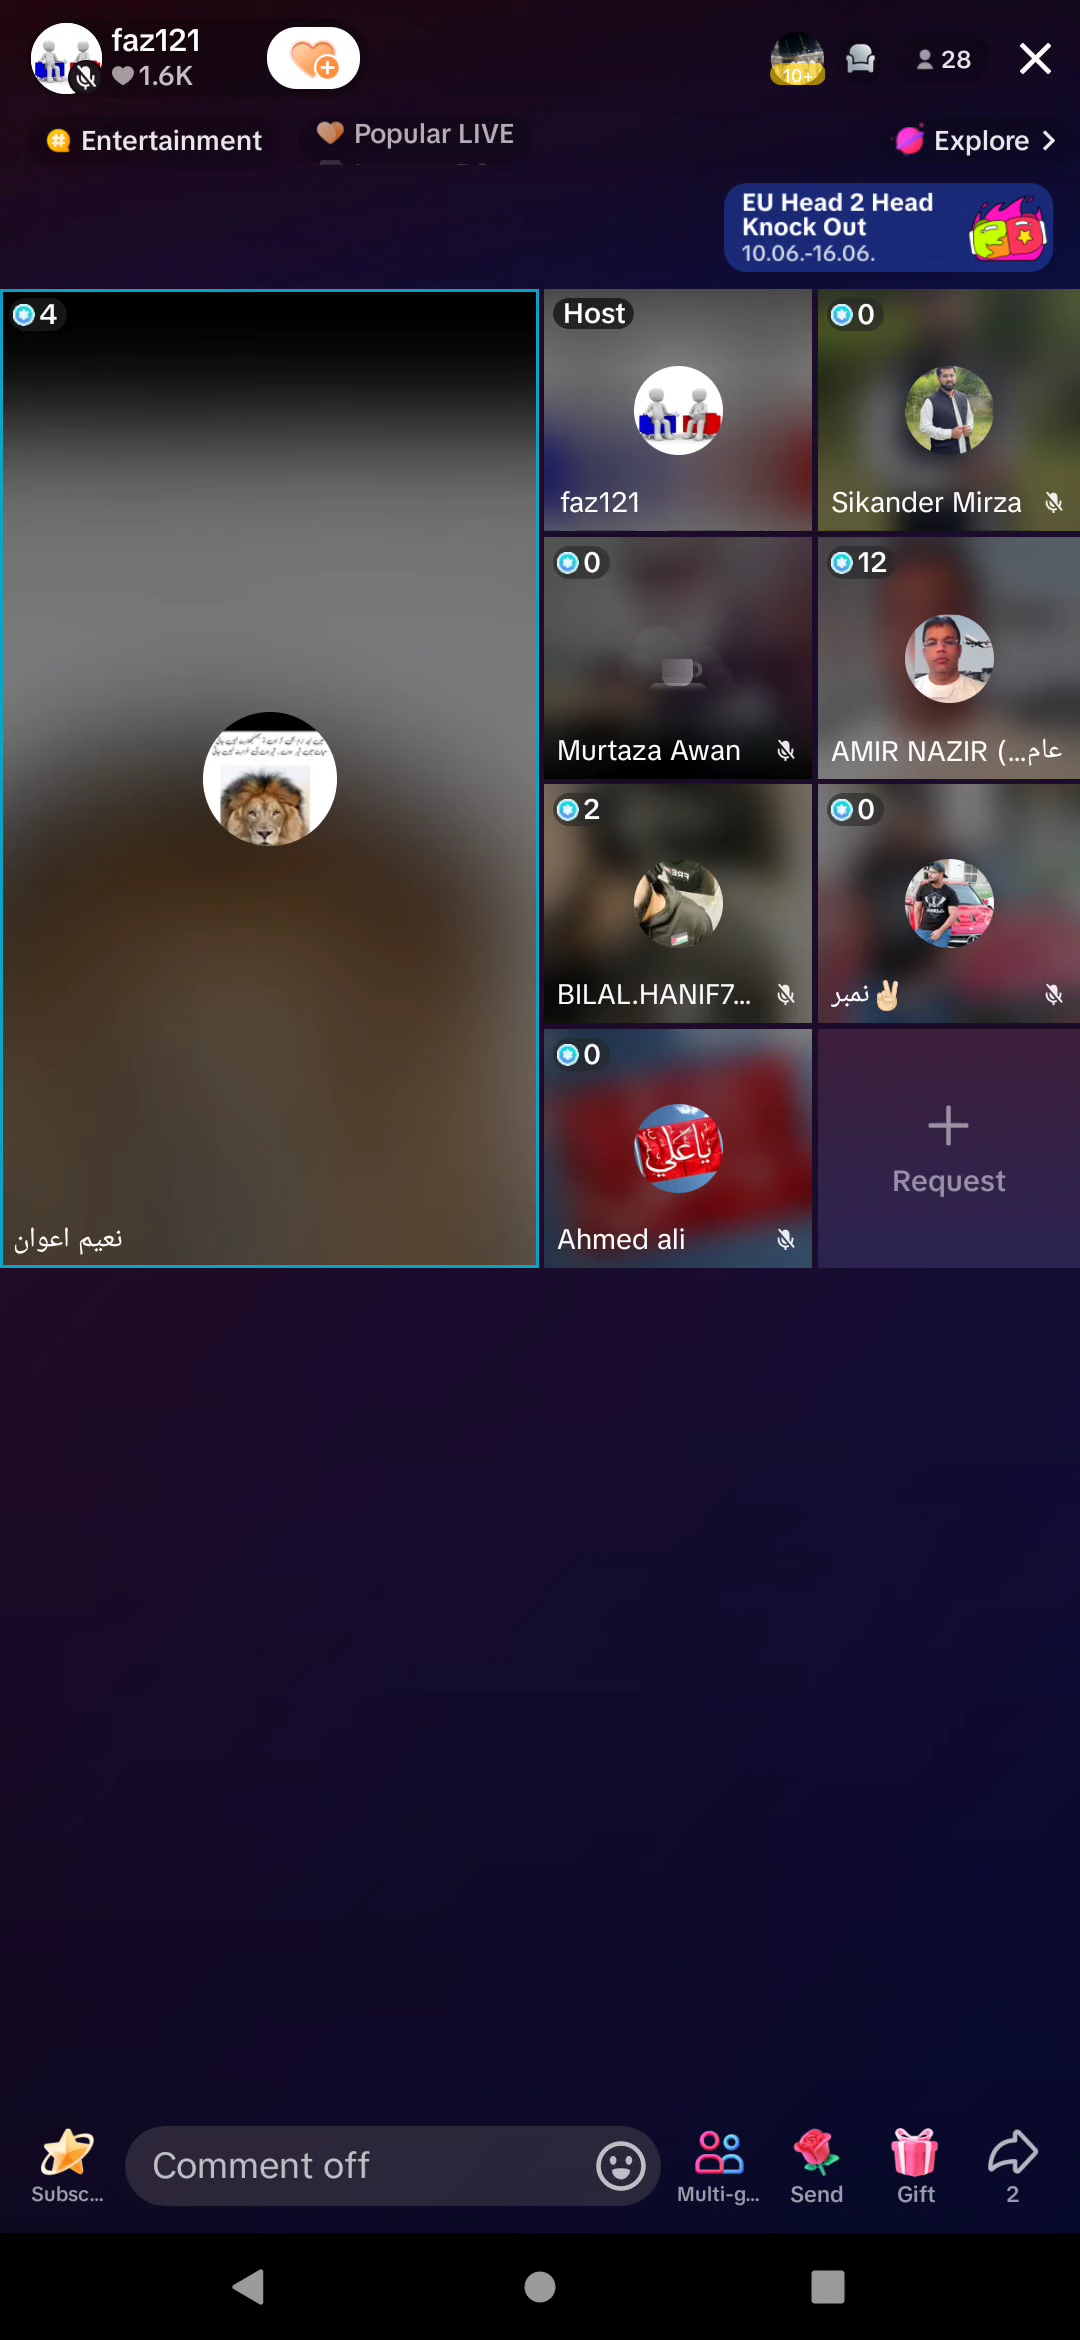 faz121
1.6K
10+
28
Entertainment
Popular LIVE
Explore
EU Head 2 Head
Knock Out
10.06.-16.06.
4
نعیم اعوان
Host
faz121
0
Sikander Mirza
0
Murtaza Awan
12
AMIR NAZIR (...عام
2
BILAL.HANIF7...
0
نمبر✌🏻
0
ياعلي
Ahmed ali
Request
Comment off
Subsc...
Multi-g...
Send
Gift
2